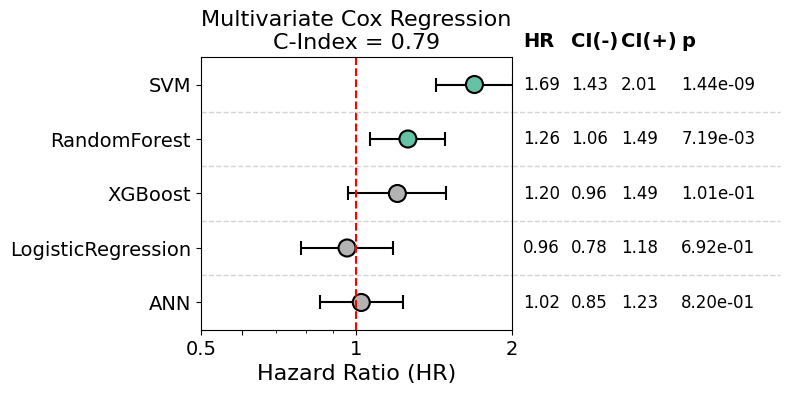 Multivariate Cox Regression
C-Index = 0.79
HR CI(-) CI(+) p
SVM 1.69 1.43 2.01 1.44e-09
RandomForest 1.26 1.06 1.49 7.19e-03
XGBoost 1.20 0.96 1.49 1.01e-01
LogisticRegression 0.96 0.78 1.18 6.92e-01
ANN 1.02 0.85 1.23 8.20e-01
0.5 1 2
Hazard Ratio (HR)